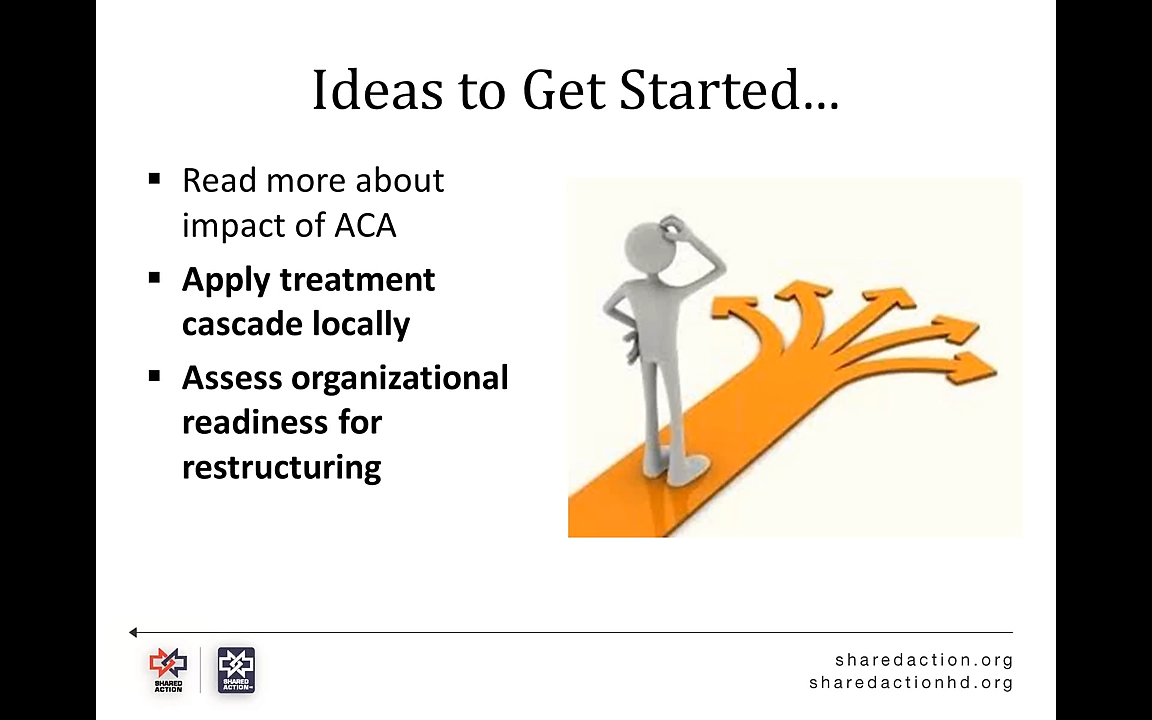 Ideas to Get Started...
▪ Read more about
impact of ACA
▪ Apply treatment
cascade locally
▪ Assess organizational
readiness for
restructuring
SHARED
ACTION
SHARED
ACTION
sharedaction.org
sharedactionhd.org